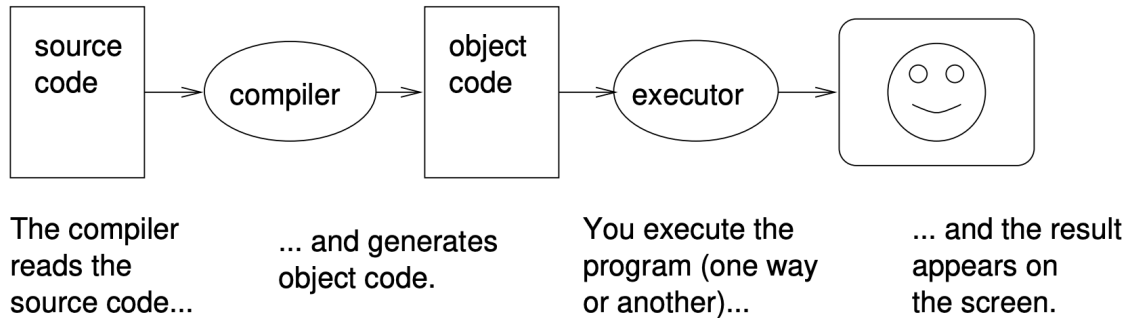 source
code
compiler
object
code
executor
The compiler
reads the
source code...
... and generates
object code.
You execute the
program (one way
or another)...
... and the result
appears on
the screen.